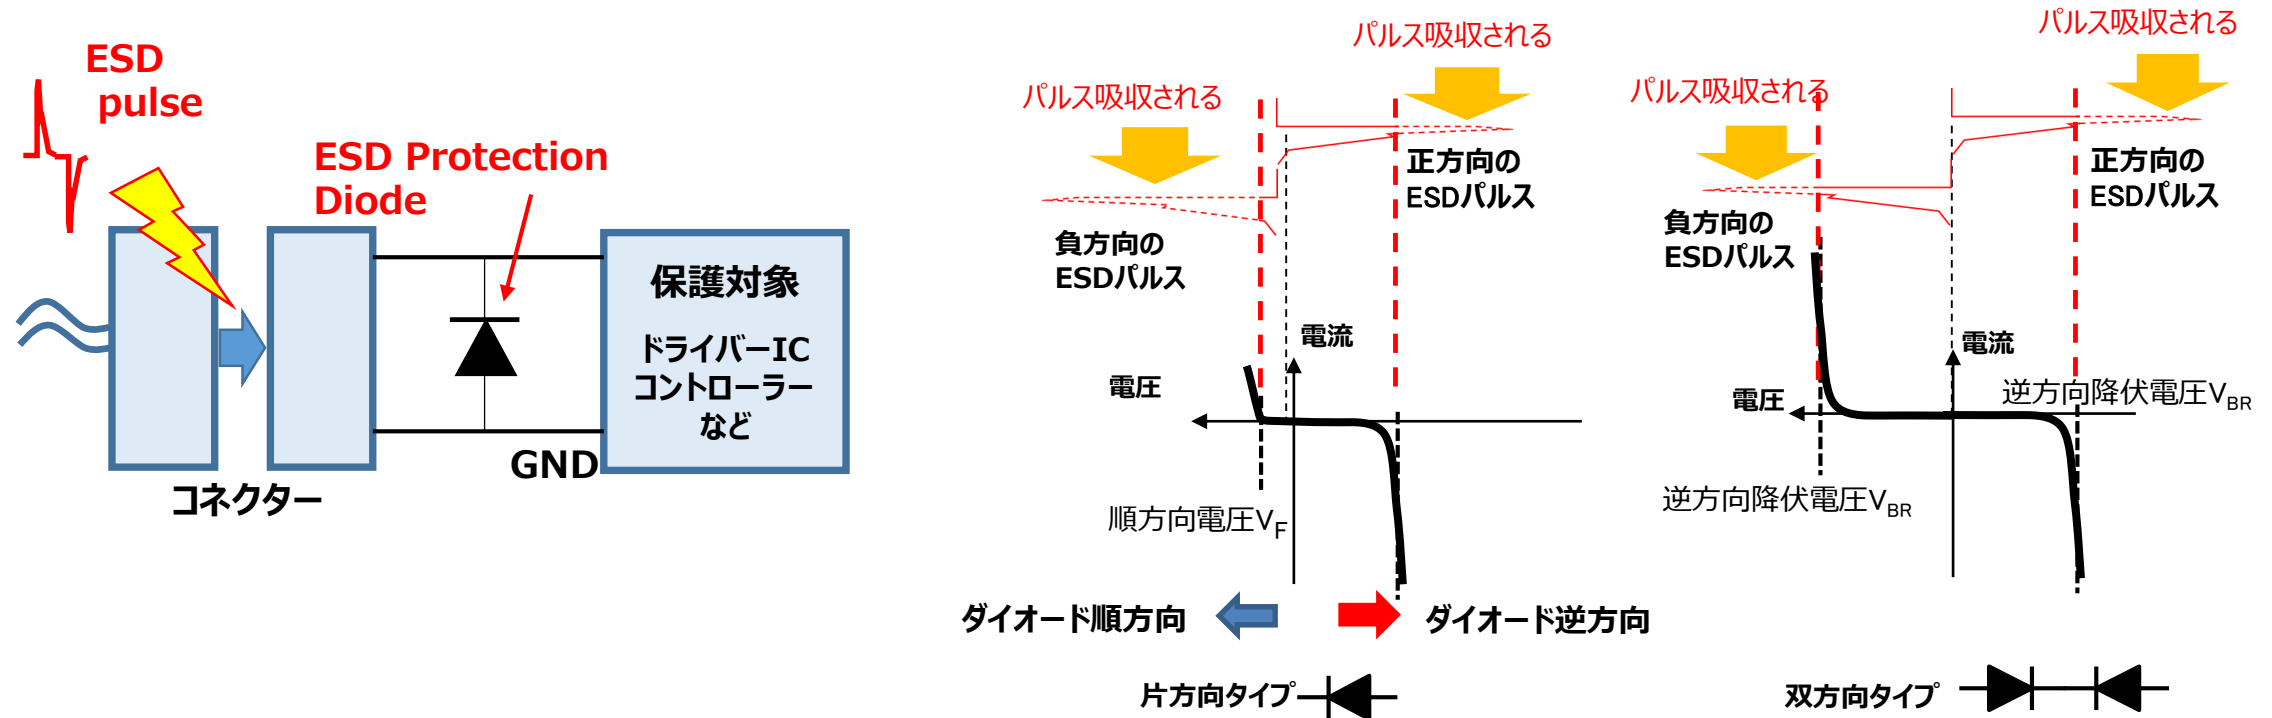 ESD
pulse
ESD Protection
Diode
保護対象
ドライバーIC
コントローラー
など
GND
コネクター
パルス吸収される
パルス吸収される
正方向の
ESDパルス
負方向の
ESDパルス
電流
電圧
順方向電圧VF
ダイオード順方向
ダイオード逆方向
片方向タイプ
パルス吸収される
パルス吸収される
正方向の
ESDパルス
負方向の
ESDパルス
電流
電圧
逆方向降伏電圧VBR
逆方向降伏電圧VBR
双方向タイプ